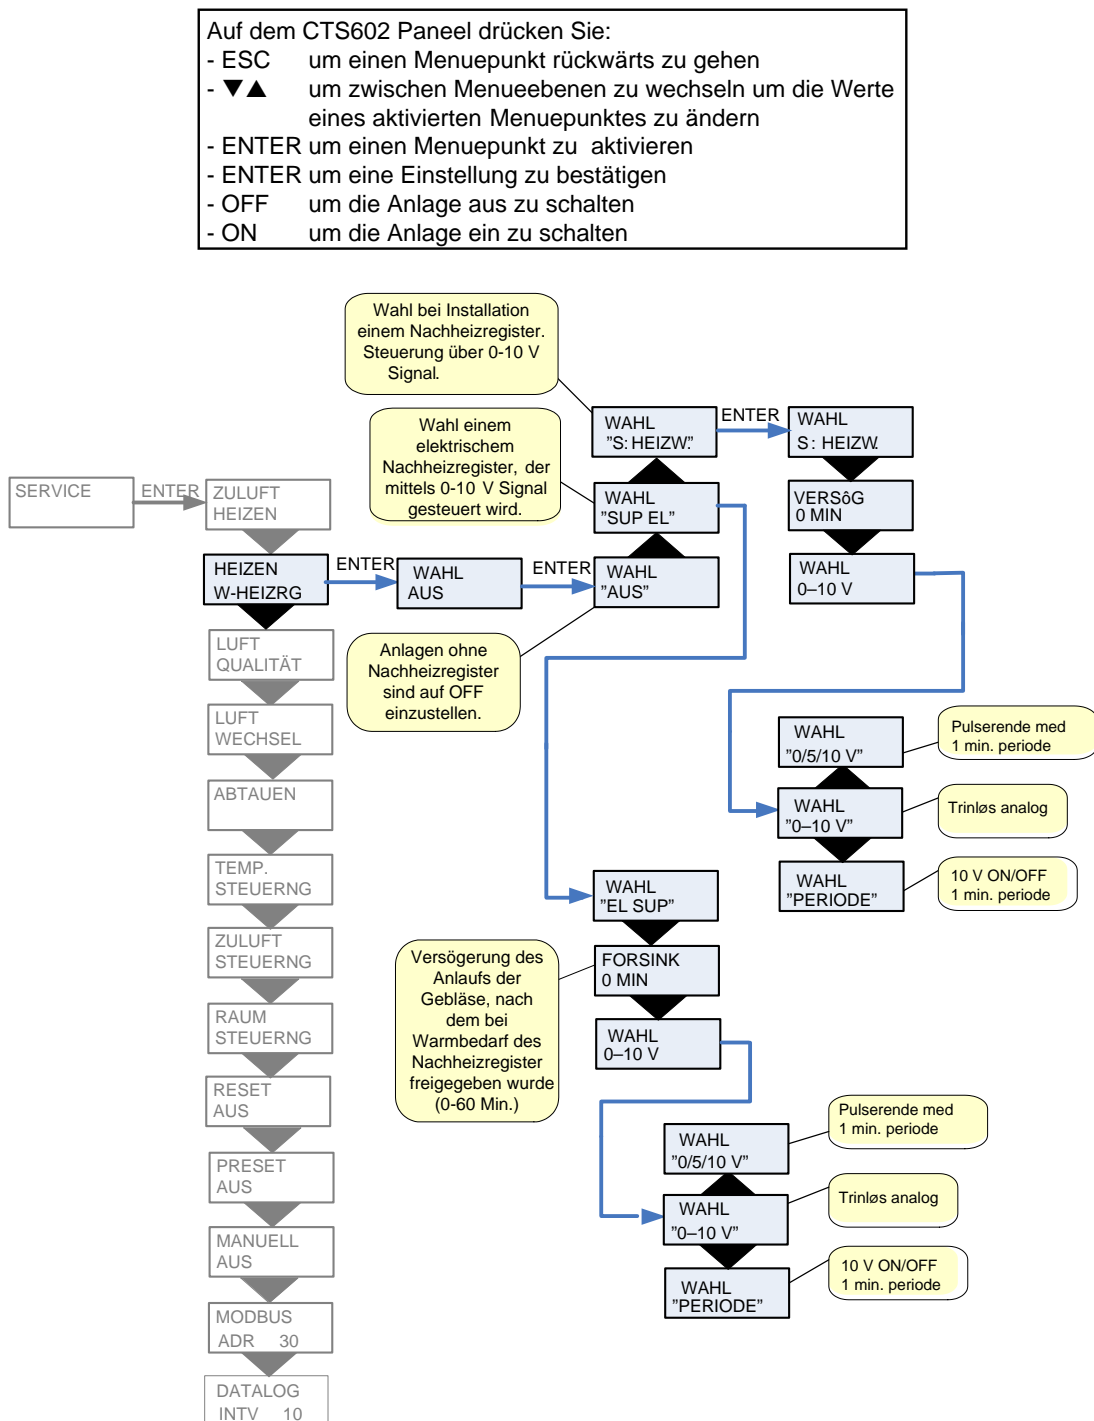 Auf dem CTS602 Paneel drücken Sie:
- ESC um einen Menuepunkt rückwärts zu gehen
- ▼▲ um zwischen Menueebenen zu wechseln um die Werte
eines aktivierten Menuepunktes zu ändern
- ENTER um einen Menuepunkt zu aktivieren
- ENTER um eine Einstellung zu bestätigen
- OFF um die Anlage aus zu schalten
- ON um die Anlage ein zu schalten
Wahl bei Installation
einem Nachheizregister.
Steuerung über 0-10 V
Signal.
Wahl einem
elektrischem
Nachheizregister, der
mittels 0-10 V Signal
gesteuert wird.
WAHL
"S: HEIZW."
ENTER
WAHL
S: HEIZW.
WAHL
"SUP EL"
VERSôG
0 MIN
SERVICE
ENTER
ZULUFT
HEIZEN
HEIZEN
W-HEIZRG
ENTER
WAHL
AUS
ENTER
WAHL
"AUS"
WAHL
0–10 V
Anlagen ohne
Nachheizregister
sind auf OFF
einzustellen.
LUFT
QUALITÄT
LUFT
WECHSEL
ABTAUEN
TEMP.
STEUERNG
ZULUFT
STEUERNG
RAUM
STEUERNG
RESET
AUS
PRESET
AUS
MANUELL
AUS
MODBUS
ADR 30
DATALOG
INTV 10
WAHL
"0/5/10 V"
Pulserende med
1 min. periode
WAHL
"0–10 V"
Trinløs analog
WAHL
"PERIODE"
10 V ON/OFF
1 min. periode
WAHL
"EL SUP"
Versögerung des
Anlaufs der
Gebläse, nach
dem bei
Warmbedarf des
Nachheizregister
freigegeben wurde
(0-60 Min.)
FORSINK
0 MIN
WAHL
0–10 V
WAHL
"0/5/10 V"
Pulserende med
1 min. periode
WAHL
"0–10 V"
Trinløs analog
WAHL
"PERIODE"
10 V ON/OFF
1 min. periode